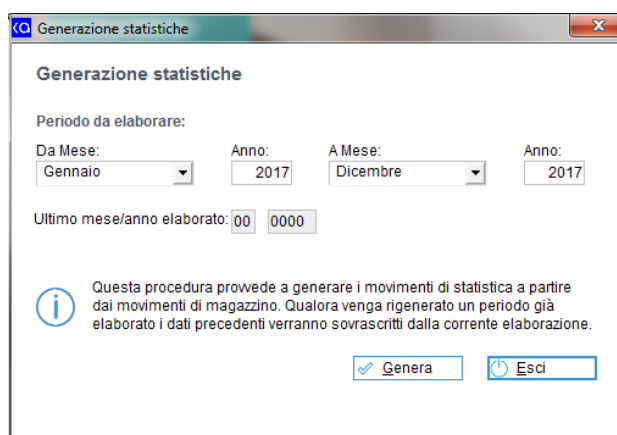 Generazione statistiche
Generazione statistiche
Periodo da elaborare:
Da Mese: Anno: A Mese: Anno:
Gennaio 2017 Dicembre 2017
Ultimo mese/anno elaborato: 00 0000
Questa procedura provvede a generare i movimenti di statistica a partire
dai movimenti di magazzino. Qualora venga rigenerato un periodo già
elaborato i dati precedenti verranno sovrascritti dalla corrente elaborazione.
Genera Esci